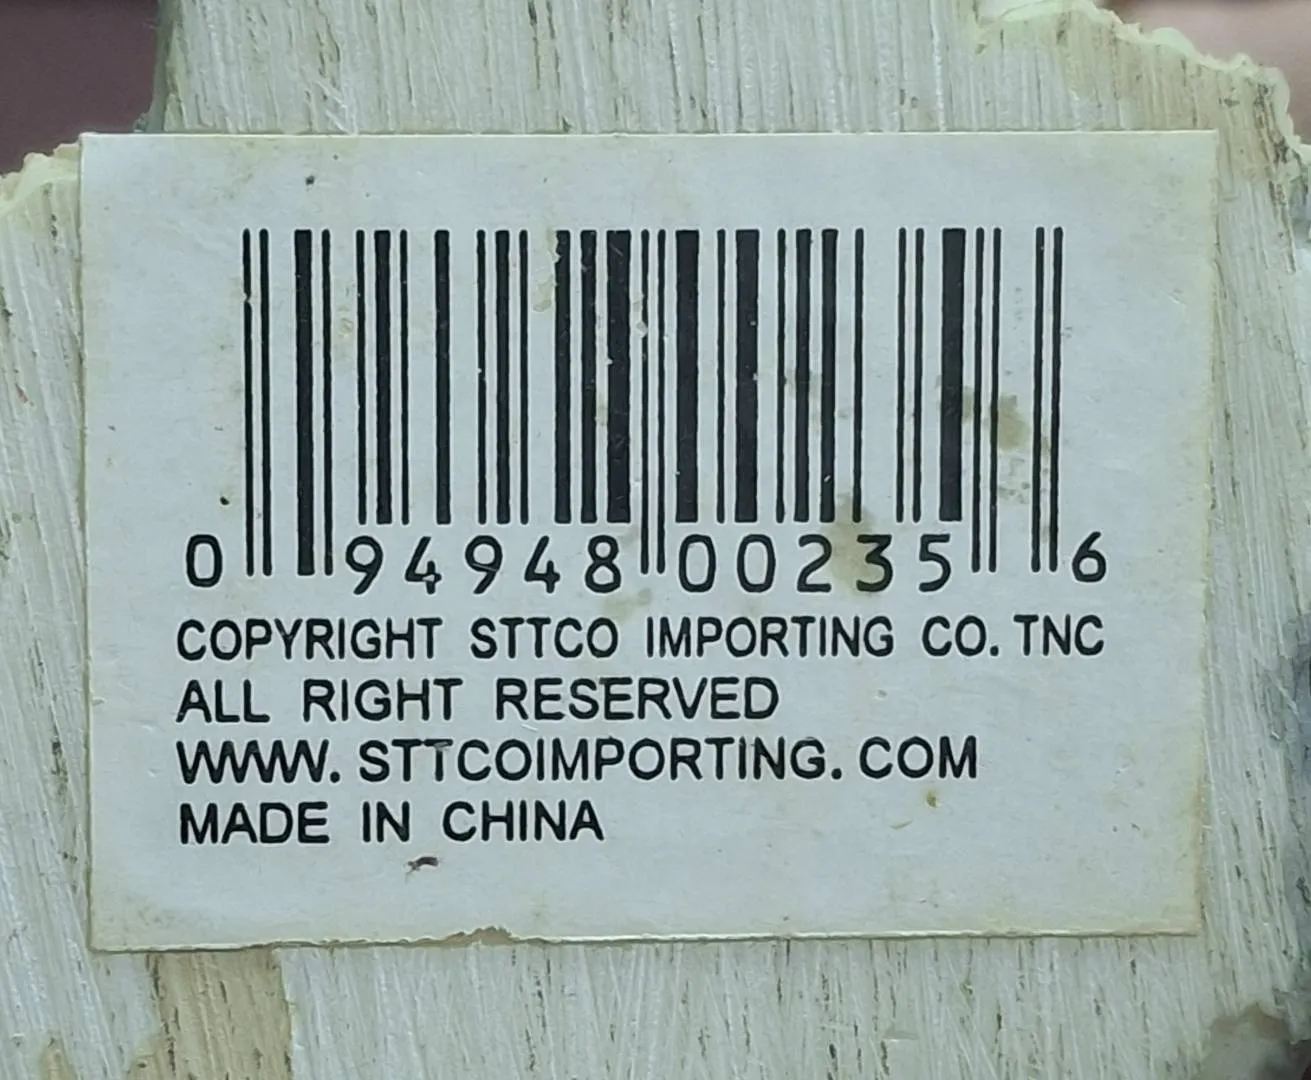 0 94948 00235 6
COPYRIGHT STTCO IMPORTING CO. TNC
ALL RIGHT RESERVED
WWW. STTCOIMPORTING. COM
MADE IN CHINA